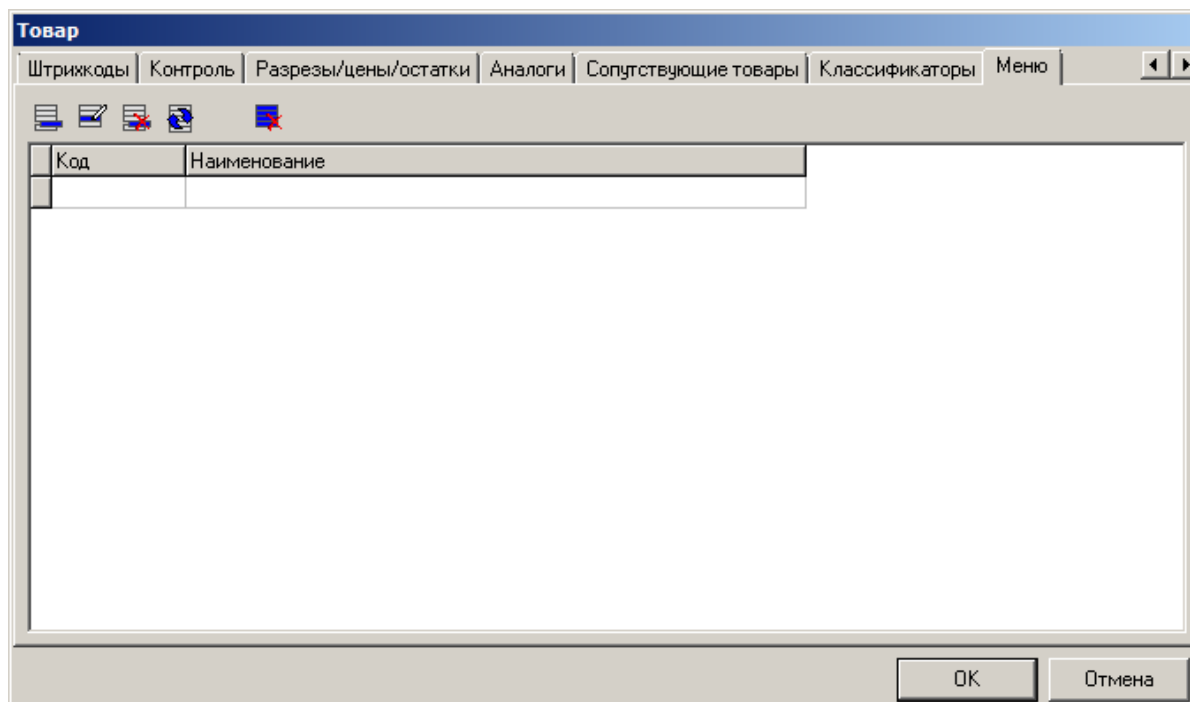 Товар
Штрихкоды Контроль Разрезы/цены/остатки Аналоги Сопутствующие товары Классификаторы Меню
Код Наименование
OK Отмена